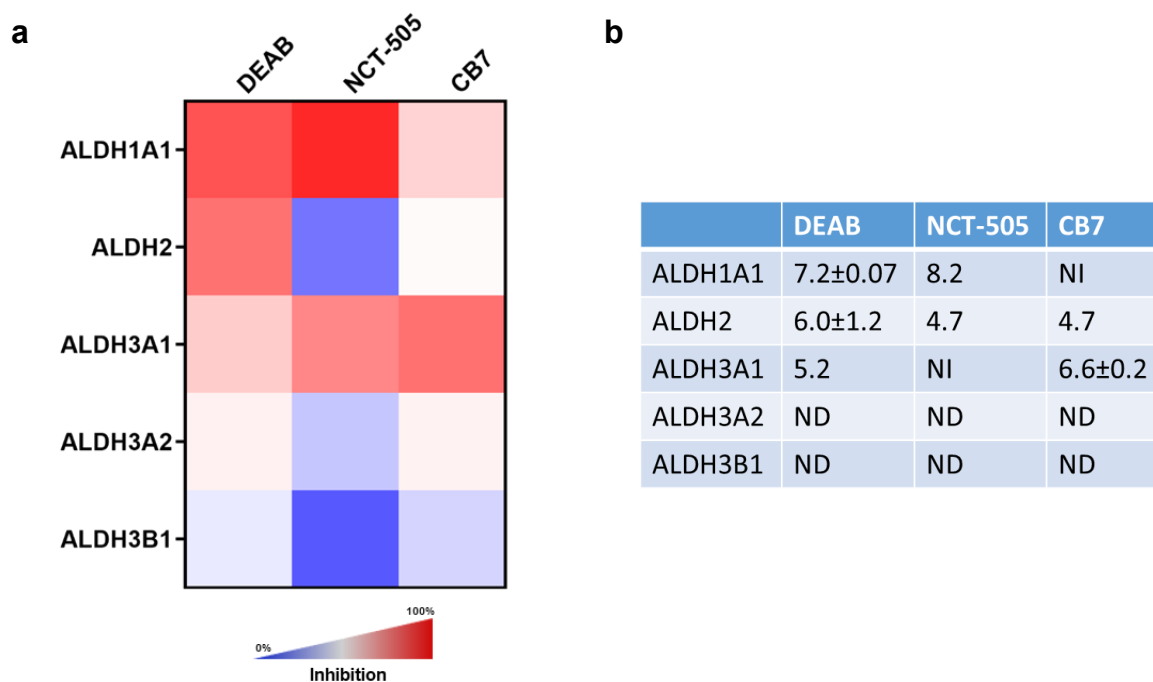 a
DEAB NCT-505 CB7
ALDH1A1
ALDH2
ALDH3A1
ALDH3A2
ALDH3B1
0% 100%
Inhibition
b
DEAB NCT-505 CB7
ALDH1A1 7.2±0.07 8.2 NI
ALDH2 6.0±1.2 4.7 4.7
ALDH3A1 5.2 NI 6.6±0.2
ALDH3A2 ND ND ND
ALDH3B1 ND ND ND